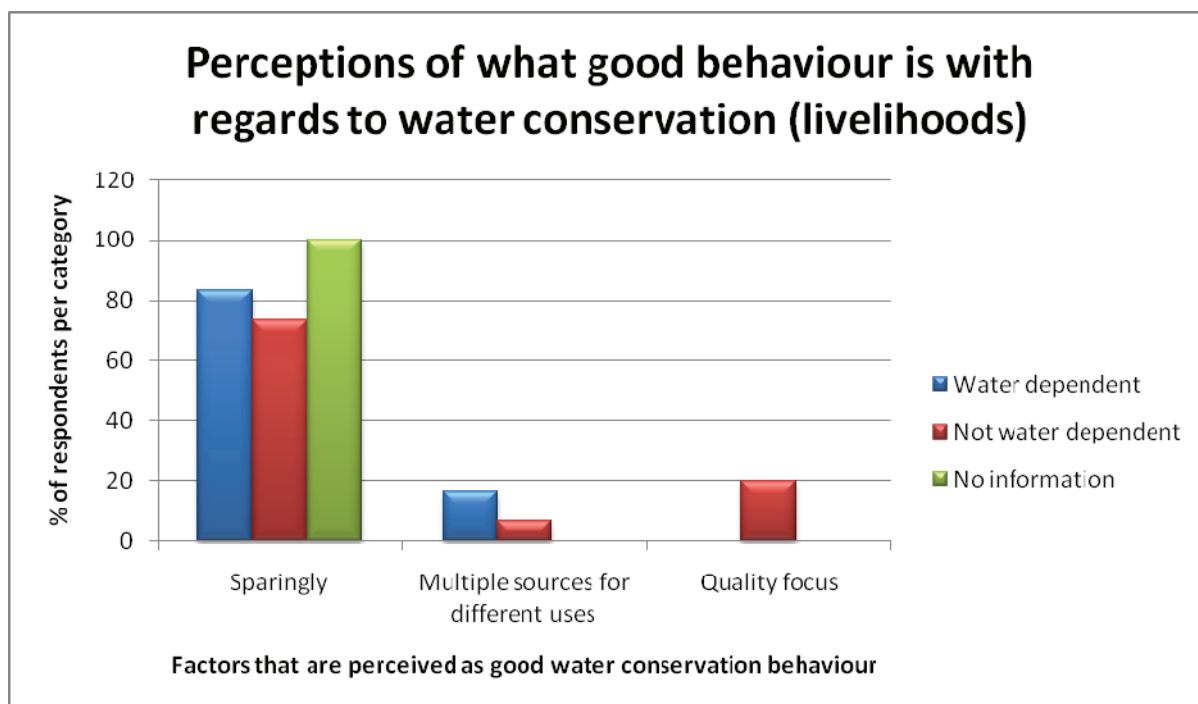 Perceptions of what good behaviour is with
regards to water conservation (livelihoods)
% of respondents per category
120
100
80
60
40
20
0
Sparingly
Multiple sources for
different uses
Quality focus
Factors that are perceived as good water conservation behaviour
Water dependent
Not water dependent
No information